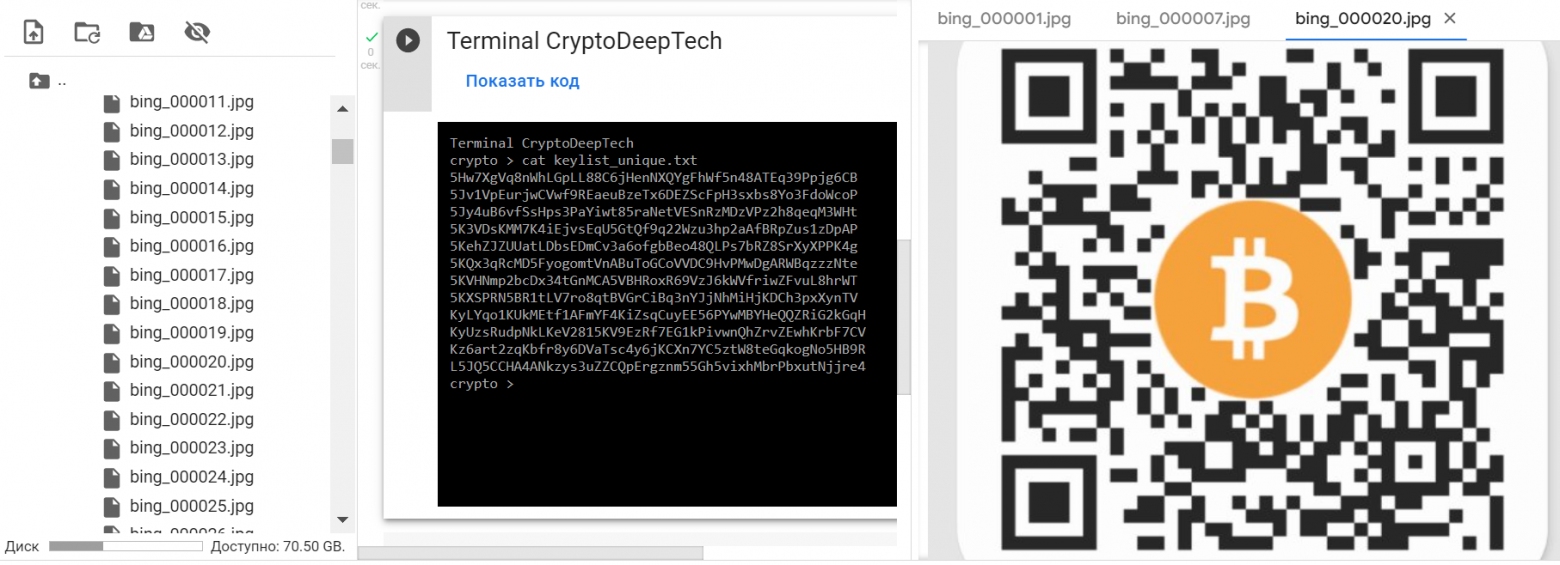 ..
bing_000011.jpg
bing_000012.jpg
bing_000013.jpg
bing_000014.jpg
bing_000015.jpg
bing_000016.jpg
bing_000017.jpg
bing_000018.jpg
bing_000019.jpg
bing_000020.jpg
bing_000021.jpg
bing_000022.jpg
bing_000023.jpg
bing_000024.jpg
bing_000025.jpg
Диск Доступно: 70.50 GB.
сек.
0
сек.
Terminal CryptoDeepTech
Показать код
Terminal CryptoDeepTech
crypto > cat keylist_unique.txt
5Hw7XgVq8nWhLGpLL88C6jHenNXQYgFhWf5n48ATEq39Ppjg6CB
5Jv1VpEurjwCVwf9REaeuBzeTx6DEZScFpH3sxbs8Yo3FdoWcoP
5Jy4uB6vfSsHps3PaYiwt85raNetVESnRzMDzVPz2h8qeqM3WHt
5K3VDsKMM7K4iEjvsEqU5GtQf9q22Wzu3hp2aAfBRpZus1zDpAP
5KehZJZUUatLDbsEDmCv3a6ofgbBeo48QLPs7bRZ8SrXyXPPK4g
5KQx3qRcMD5FyogomtVnABuToGCoVVDC9HvPMwDgARWBqzzzNte
5KVHNmp2bcDx34tGnMCA5VBHRoxR69VzJ6kWVfriwZFvuL8hrWT
5KXSPRN5BR1tLV7ro8qtBVGrCiBq3nYJjNhMiHjKDCh3pxXynTV
KyLYqo1KUkMEtf1AFmYF4KiZsqCuyEE56PYwMBYHeQQZRiG2kGqH
KyUzsRudpNkLKeV2815KV9EzRf7EG1kPivwnQhZrvZEwhKrbF7CV
Kz6art2zqKbfr8y6DVaTsc4y6jKCXn7YC5ztW8teGqkogNo5HB9R
L5JQ5CCHA4ANkzys3uZZCQpErgznm55Gh5vixhMbrPbxutNjjre4
crypto >
bing_000001.jpg bing_000007.jpg bing_000020.jpg